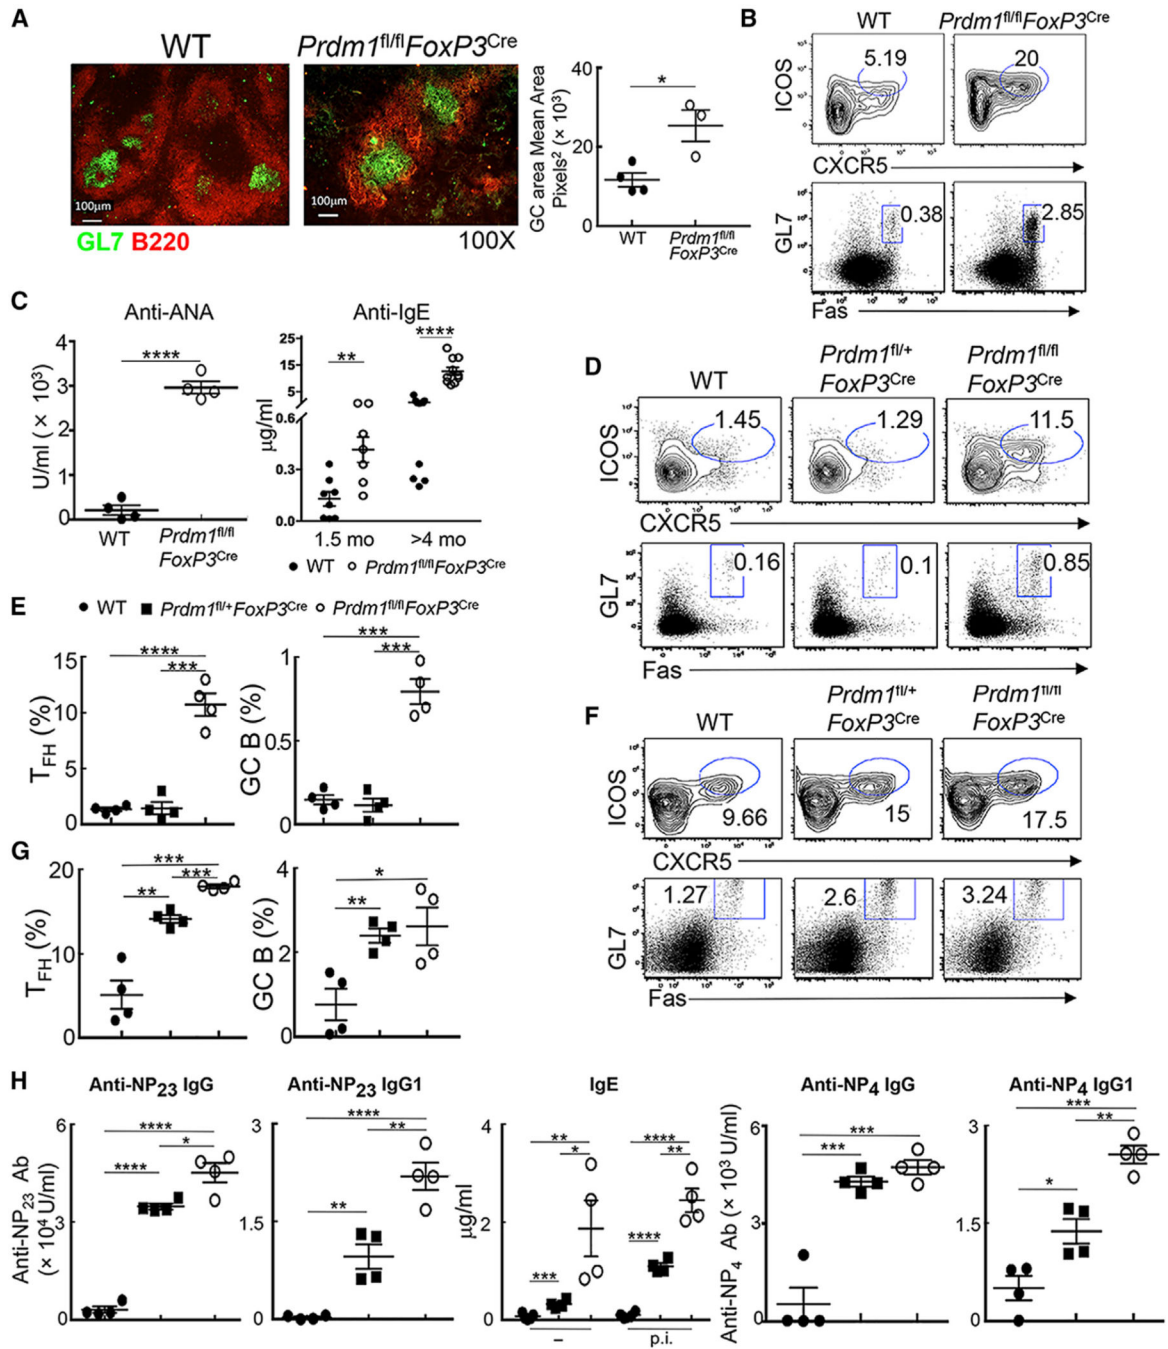 A
WT
Prdm1fl/flFoxP3Cre
100μm
100μm
GL7 B220
100X
GC area Mean Area
Pixels² (× 10³)
40
20
0
*
WT
Prdm1fl/fl
FoxP3Cre
B
WT
Prdm1fl/flFoxP3Cre
ICOS
5.19
20
CXCR5
GL7
0.38
2.85
Fas
C
Anti-ANA
U/ml (× 10³)
4
3
2
1
0
****
WT
Prdm1fl/fl
FoxP3Cre
Anti-IgE
μg/ml
25
15
5
0.6
0.3
0.0
**
****
1.5 mo
>4 mo
WT
Prdm1fl/flFoxP3Cre
D
WT
Prdm1fl/+
FoxP3Cre
Prdm1fl/fl
FoxP3Cre
ICOS
1.45
1.29
11.5
CXCR5
GL7
0.16
0.1
0.85
Fas
E
WT
Prdm1fl/+FoxP3Cre
Prdm1fl/flFoxP3Cre
TFH (%)
15
10
5
0
****
***
GC B (%)
1
0.5
0
***
***
F
WT
Prdm1fl/+
FoxP3Cre
Prdm1fl/fl
FoxP3Cre
ICOS
9.66
15
17.5
CXCR5
GL7
1.27
2.6
3.24
Fas
G
TFH (%)
20
10
0
***
***
**
GC B (%)
4
2
0
*
**
H
Anti-NP23 IgG
Anti-NP23 Ab
(× 10⁴ U/ml)
6
3
0
****
*
****
Anti-NP23 IgG1
3
1.5
0
****
**
**
IgE
μg/ml
4
2
0
**
*
***
****
**
****
–
p.i.
Anti-NP4 IgG
Anti-NP4 Ab (× 10³ U/ml)
6
3
0
***
***
Anti-NP4 IgG1
3
1.5
0
***
**
*